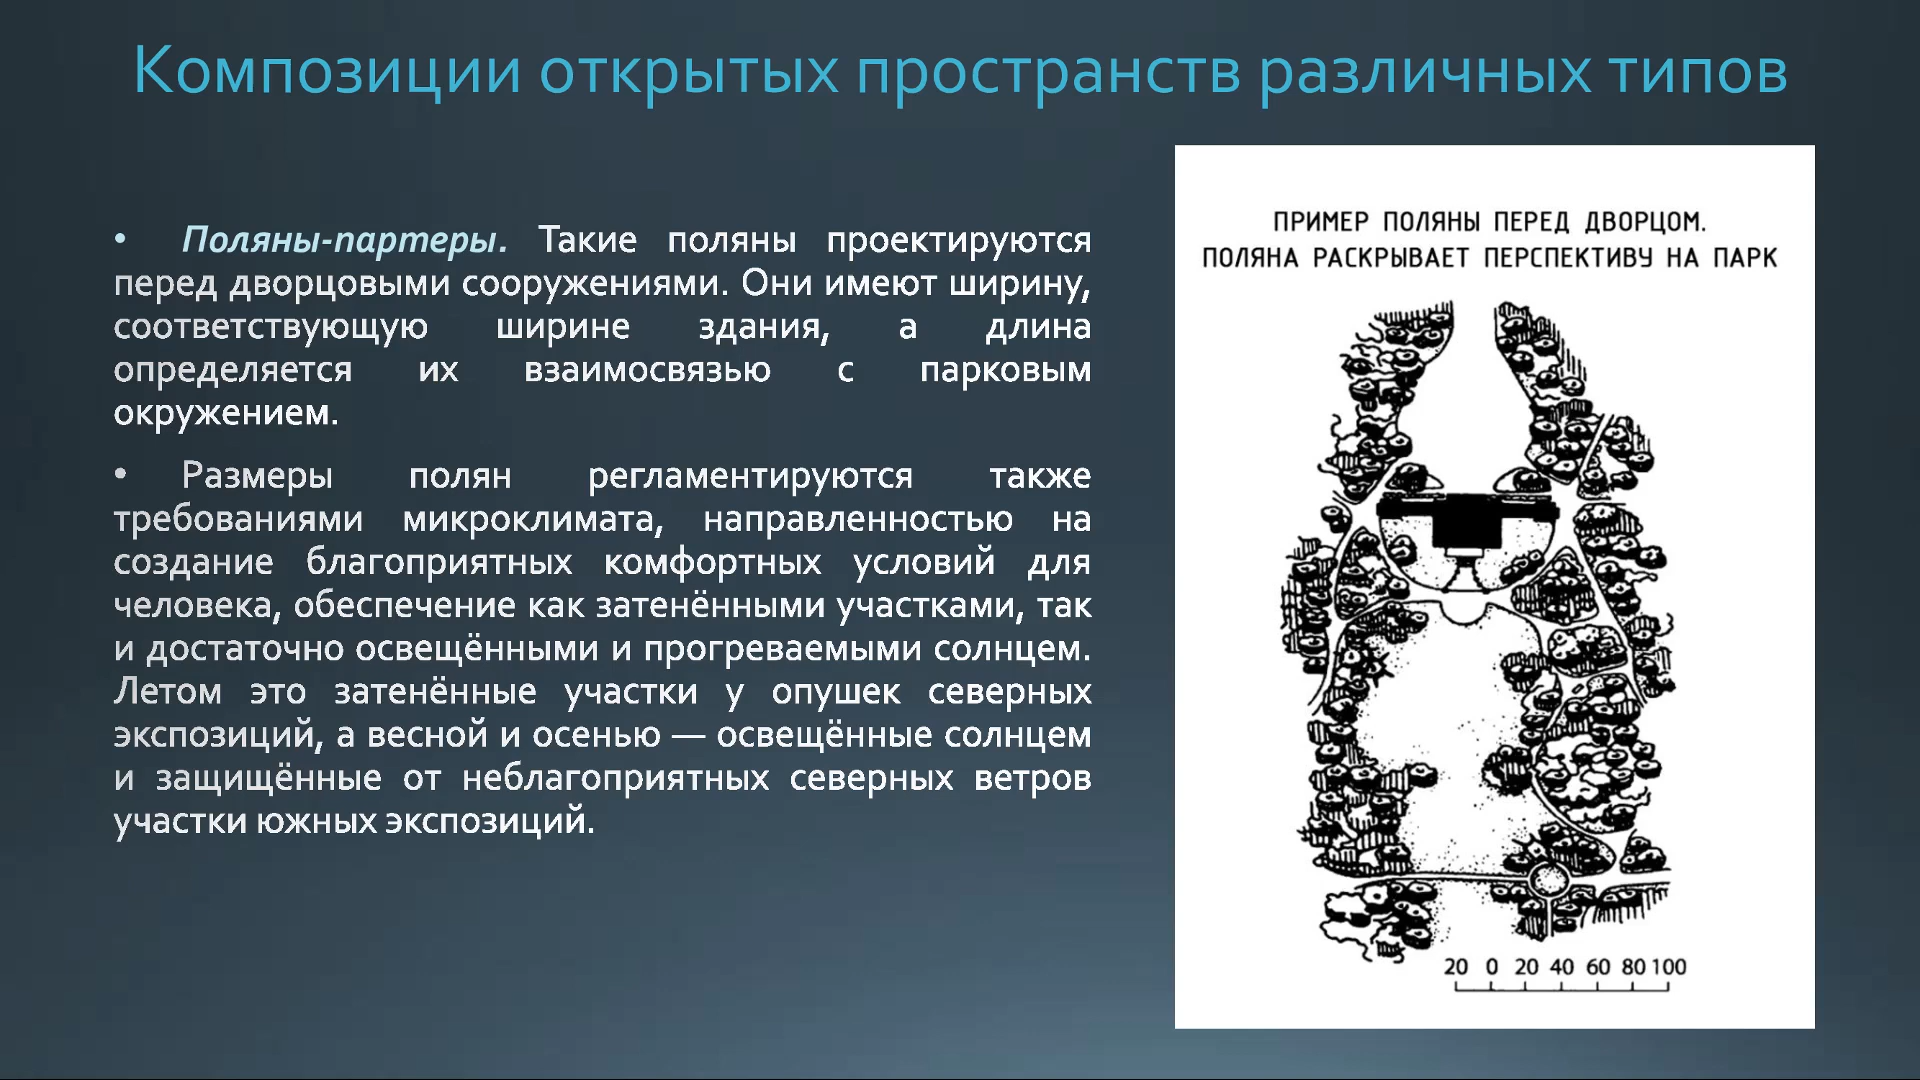 Композиции открытых пространств различных типов
• Поляны-партеры. Такие поляны проектируются
перед дворцовыми сооружениями. Они имеют ширину,
соответствующую ширине здания, а длина
определяется их взаимосвязью с парковым
окружением.
• Размеры полян регламентируются также
требованиями микроклимата, направленностью на
создание благоприятных комфортных условий для
человека, обеспечение как затенёнными участками, так
и достаточно освещёнными и прогреваемыми солнцем.
Летом это затенённые участки у опушек северных
экспозиций, а весной и осенью — освещённые солнцем
и защищённые от неблагоприятных северных ветров
участки южных экспозиций.
ПРИМЕР ПОЛЯНЫ ПЕРЕД ДВОРЦОМ.
ПОЛЯНА РАСКРЫВАЕТ ПЕРСПЕКТИВУ НА ПАРК
20 0 20 40 60 80 100